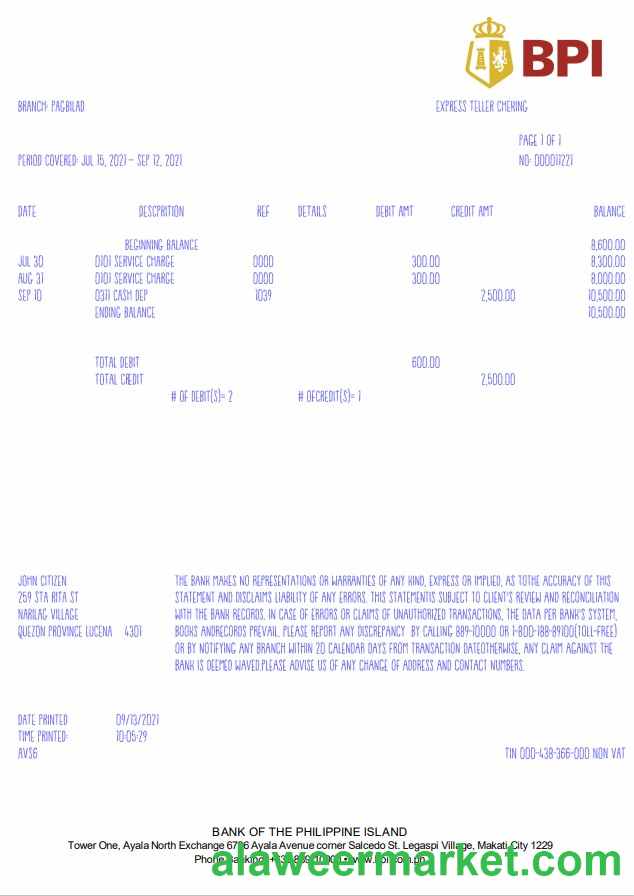 BPI
BRANCH: PAGBILAO EXPRESS TELLER CHEKING
PAGE 1 OF 1
PERIOD COVERED: JUL 15, 2021 – SEP 12, 2021 NO: 000011221
DATE DESCPRITION REF DETAILS DEBIT AMT CREDIT AMT BALANCE
BEGINNING BALANCE 8,600.00
JUL 30 0101 SERVICE CHARGE 0000 300.00 8,300.00
AUG 31 0101 SERVICE CHARGE 0000 300.00 8,000.00
SEP 10 0311 CASH DEP 1039 2,500.00 10,500.00
ENDING BALANCE 10,500.00
TOTAL DEBIT 600.00
TOTAL CREDIT 2,500.00
# OF DEBIT(S)= 2 # OFCREDIT(S)= 1
JOHN CITIZEN
259 STA RITA ST
NARILAG VILLAGE
QUEZON PROVINCE LUCENA 4301
THE BANK MAKES NO REPRESENTATIONS OR WARRANTIES OF ANY KIND, EXPRESS OR IMPLIED, AS TOTHE ACCURACY OF THIS
STATEMENT AND DISCLAIMS LIABILITY OF ANY ERRORS. THIS STATEMENTIS SUBJECT TO CLIENT'S REVIEW AND RECONCILIATION
WITH THE BANK RECORDS. IN CASE OF ERRORS OR CLAIMS OF UNAUTHORIZED TRANSACTIONS, THE DATA PER BANK'S SYSTEM,
BOOKS ANDRECORDS PREVAIL. PLEASE REPORT ANY DISCREPANCY BY CALLING 889-10000 OR 1-800-188-89100(TOLL-FREE)
OR BY NOTIFYING ANY BRANCH WITHIN 20 CALENDAR DAYS FROM TRANSACTION DATEOTHERWISE, ANY CLAIM AGAINST THE
BANK IS DEEMED WAVED.PLEASE ADVISE US OF ANY CHANGE OF ADDRESS AND CONTACT NUMBERS.
DATE PRINTED 09/13/2021
TIME PRINTED: 10:05:29
AVS6 TIN 000-438-366-000 NON VAT
BANK OF THE PHILIPPINE ISLAND
Tower One, Ayala North Exchange Ayala Avenue corner Salcedo St. Legaspi Village, Makati City 1229
Phone Banking: www.bpi.com.ph
alaweermarket.com